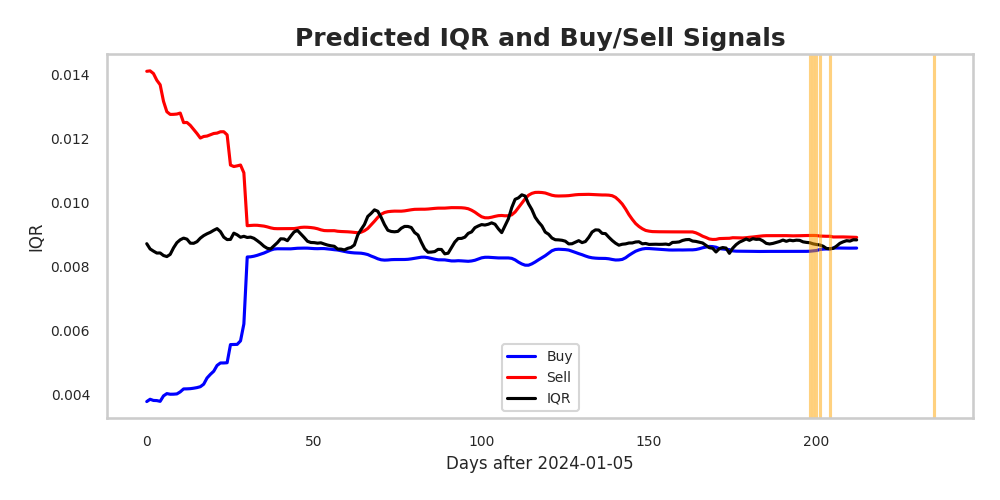 Predicted IQR and Buy/Sell Signals
0.014
0.012
0.010
0.008
0.006
0.004
IQR
Buy
Sell
IQR
0 50 100 150 200
Days after 2024-01-05